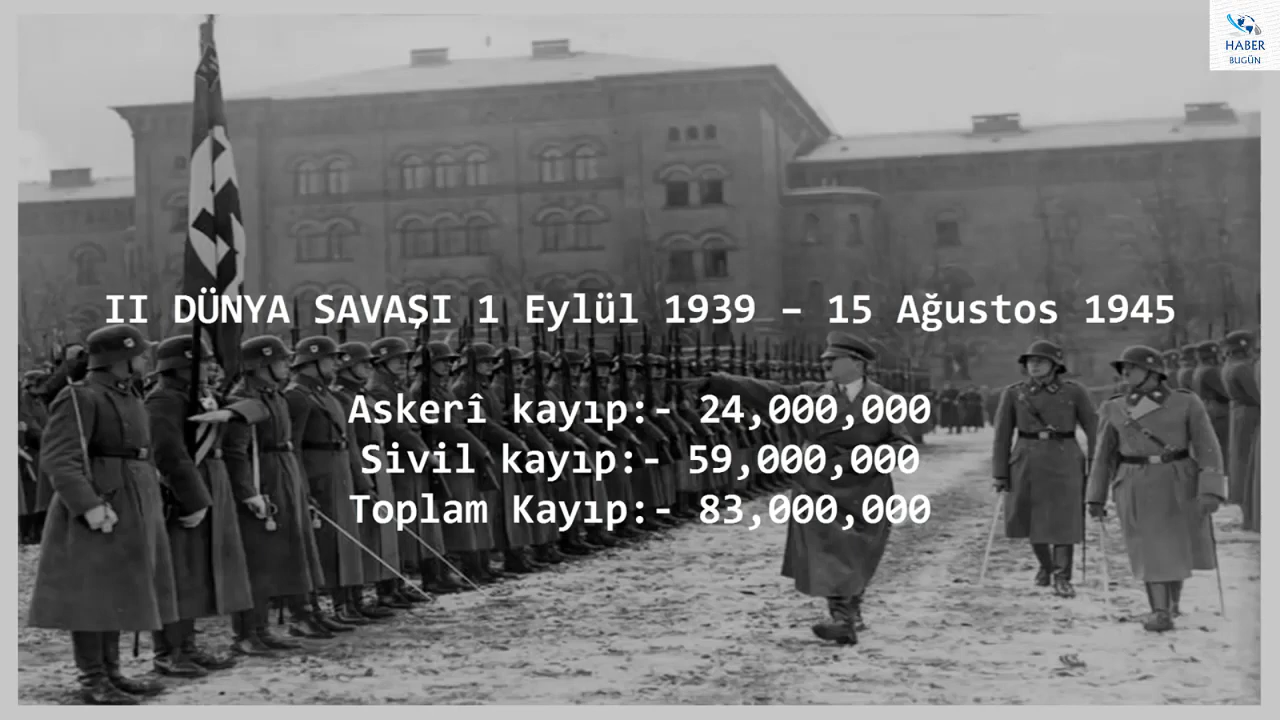 HABER
BUGÜN
II DÜNYA SAVAŞI 1 Eylül 1939 – 15 Ağustos 1945
Askerî kayıp:- 24,000,000
Sivil kayıp:- 59,000,000
Toplam Kayıp:- 83,000,000